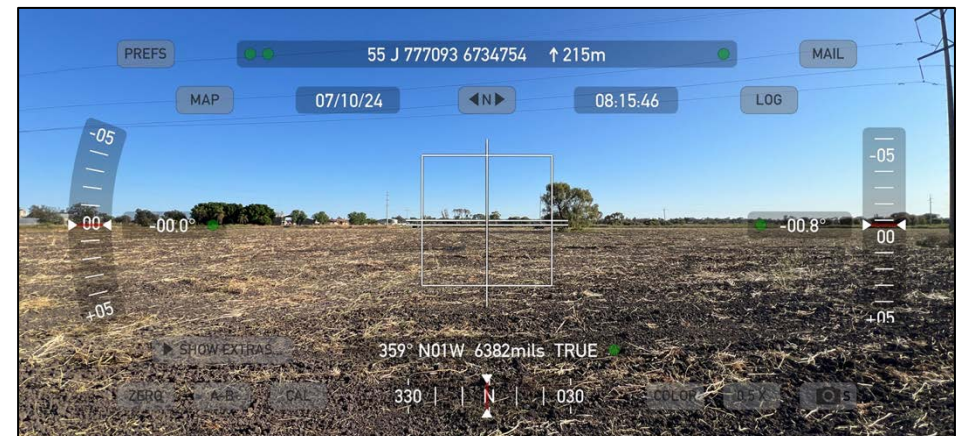 PREFS 55 J 777093 6734754 ↑ 215m MAIL
MAP 07/10/24 ◀N▶ 08:15:46 LOG
-05 -05
00 -00.0° -00.8° 00
+05 +05
▶ SHOW EXTRAS... 359° N01W 6382mils TRUE
ZERO A-B CAL 330 | | N | | 030 COLOR 0.5 X S